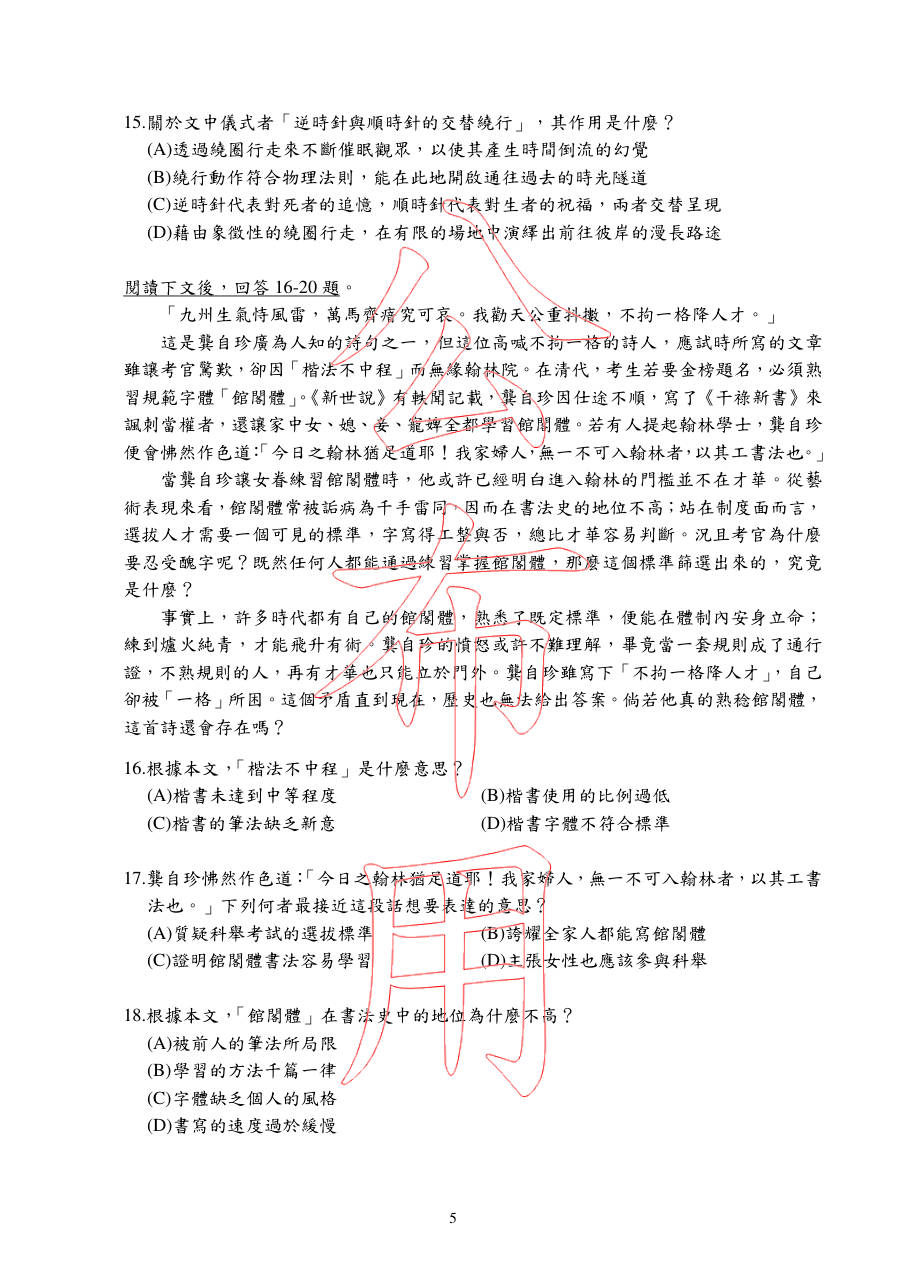 15.關於文中儀式者「逆時針與順時針的交替繞行」，其作用是什麼？
(A)透過繞圈行走來不斷催眠觀眾，以使其產生時間倒流的幻覺
(B)繞行動作符合物理法則，能在此地開啟通往過去的時光隧道
(C)逆時針代表對死者的追憶，順時針代表對生者的祝福，兩者交替呈現
(D)藉由象徵性的繞圈行走，在有限的場地中演繹出前往彼岸的漫長路途
閱讀下文後，回答 16-20 題。
「九州生氣恃風雷，萬馬齊瘖究可哀。我勸天公重抖擻，不拘一格降人才。」
這是龔自珍廣為人知的詩句之一，但這位高喊不拘一格的詩人，應試時所寫的文章
雖讓考官驚歎，卻因「楷法不中程」而無緣翰林院。在清代，考生若要金榜題名，必須熟
習規範字體「館閣體」。《新世說》有軼聞記載，龔自珍因仕途不順，寫了《干祿新書》來
諷刺當權者，還讓家中女、媳、妾、寵婢全都學習館閣體。若有人提起翰林學士，龔自珍
便會怫然作色道：「今日之翰林猶足道耶！我家婦人，無一不可入翰林者，以其工書法也。」
當龔自珍讓女眷練習館閣體時，他或許已經明白進入翰林的門檻並不在才華。從藝
術表現來看，館閣體常被詬病為千手雷同，因而在書法史的地位不高；站在制度面而言，
選拔人才需要一個可見的標準，字寫得工整與否，總比才華容易判斷。況且考官為什麼
要忍受醜字呢？既然任何人都能通過練習掌握館閣體，那麼這個標準篩選出來的，究竟
是什麼？
事實上，許多時代都有自己的館閣體，熟悉了既定標準，便能在體制內安身立命；
練到爐火純青，才能飛升有術。龔自珍的憤怒或許不難理解，畢竟當一套規則成了通行
證，不熟規則的人，再有才華也只能立於門外。龔自珍雖寫下「不拘一格降人才」，自己
卻被「一格」所困。這個矛盾直到現在，歷史也無法給出答案。倘若他真的熟稔館閣體，
這首詩還會存在嗎？
16.根據本文，「楷法不中程」是什麼意思？
(A)楷書未達到中等程度 (B)楷書使用的比例過低
(C)楷書的筆法缺乏新意 (D)楷書字體不符合標準
17.龔自珍怫然作色道：「今日之翰林猶足道耶！我家婦人，無一不可入翰林者，以其工書
法也。」下列何者最接近這段話想要表達的意思？
(A)質疑科舉考試的選拔標準 (B)誇耀全家人都能寫館閣體
(C)證明館閣體書法容易學習 (D)主張女性也應該參與科舉
18.根據本文，「館閣體」在書法史中的地位為什麼不高？
(A)被前人的筆法所局限
(B)學習的方法千篇一律
(C)字體缺乏個人的風格
(D)書寫的速度過於緩慢
公布用
5